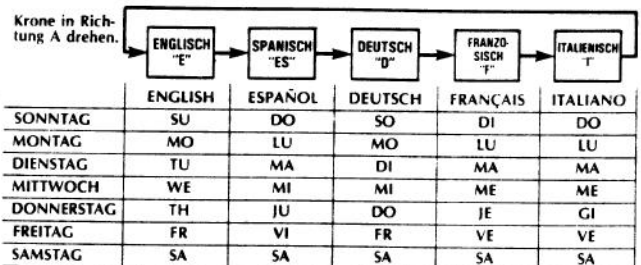 Krone in Rich-
tung A drehen.
ENGLISCH "E" SPANISCH "ES" DEUTSCH "D" FRANZÖ-SISCH "F" ITALIENISCH "I"
ENGLISH ESPAÑOL DEUTSCH FRANÇAIS ITALIANO
SONNTAG SU DO SO DI DO
MONTAG MO LU MO LU LU
DIENSTAG TU MA DI MA MA
MITTWOCH WE MI MI ME ME
DONNERSTAG TH JU DO JE GI
FREITAG FR VI FR VE VE
SAMSTAG SA SA SA SA SA